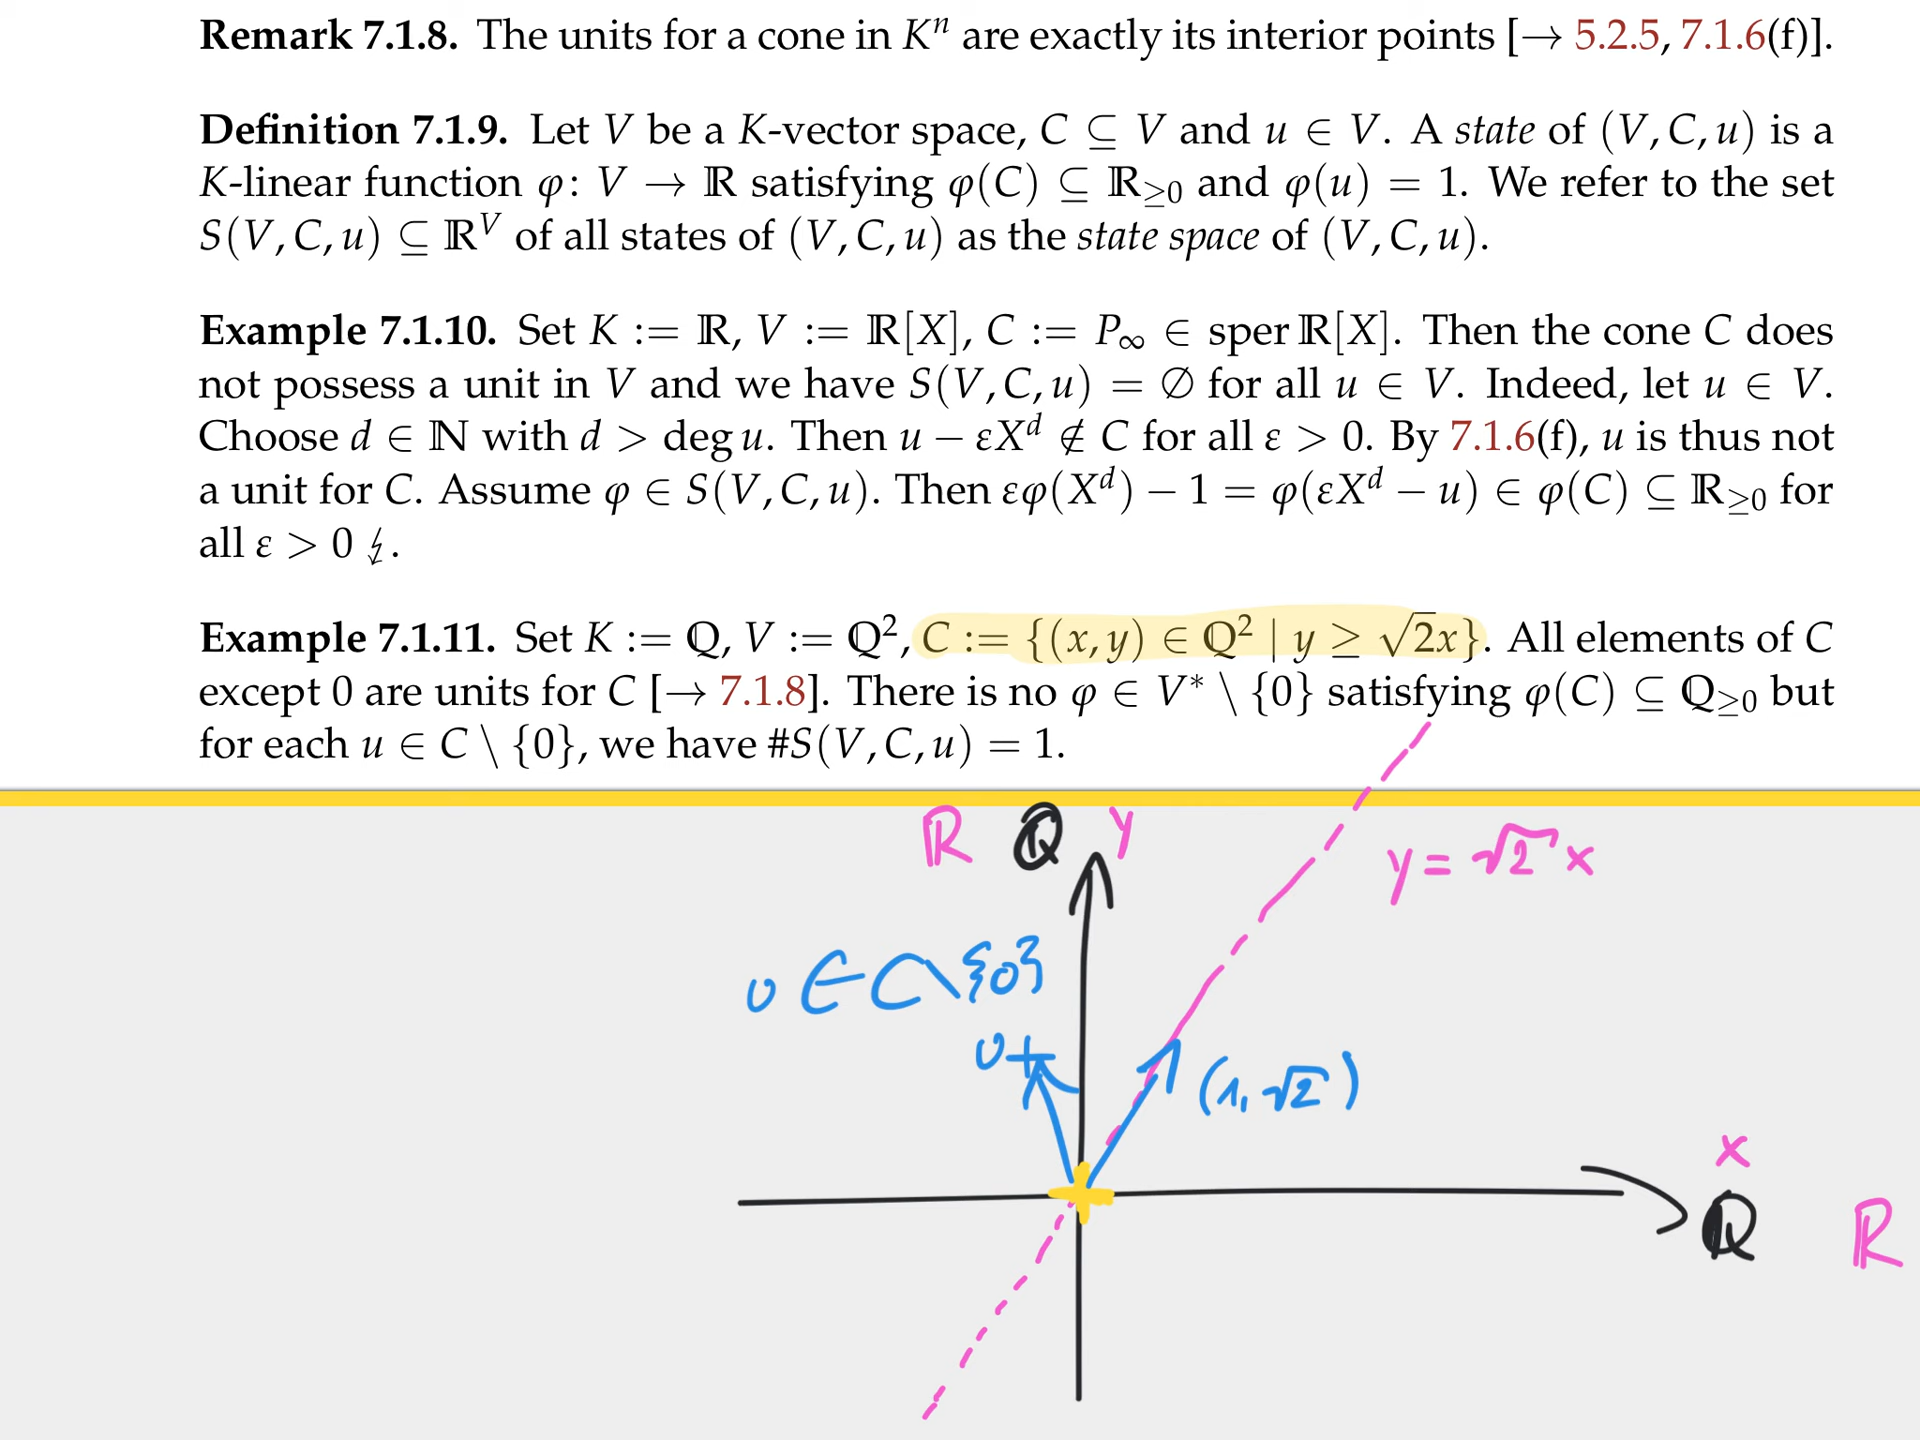 Remark 7.1.8. The units for a cone in Kⁿ are exactly its interior points [→ 5.2.5, 7.1.6(f)].
Definition 7.1.9. Let V be a K-vector space, C ⊆ V and u ∈ V. A state of (V, C, u) is a
K-linear function φ: V → ℝ satisfying φ(C) ⊆ ℝ≥0 and φ(u) = 1. We refer to the set
S(V, C, u) ⊆ ℝ^V of all states of (V, C, u) as the state space of (V, C, u).
Example 7.1.10. Set K := ℝ, V := ℝ[X], C := P∞ ∈ sper ℝ[X]. Then the cone C does
not possess a unit in V and we have S(V, C, u) = ∅ for all u ∈ V. Indeed, let u ∈ V.
Choose d ∈ ℕ with d > deg u. Then u − εX^d ∉ C for all ε > 0. By 7.1.6(f), u is thus not
a unit for C. Assume φ ∈ S(V, C, u). Then εφ(X^d) − 1 = φ(εX^d − u) ∈ φ(C) ⊆ ℝ≥0 for
all ε > 0 ↯.
Example 7.1.11. Set K := ℚ, V := ℚ², C := {(x, y) ∈ ℚ² | y ≥ √2x}. All elements of C
except 0 are units for C [→ 7.1.8]. There is no φ ∈ V* \ {0} satisfying φ(C) ⊆ ℚ≥0 but
for each u ∈ C \ {0}, we have #S(V, C, u) = 1.
ℝ ℚ y
y = √2 x
u ∈ C\{0}
u
(1, √2)
x
ℚ ℝ